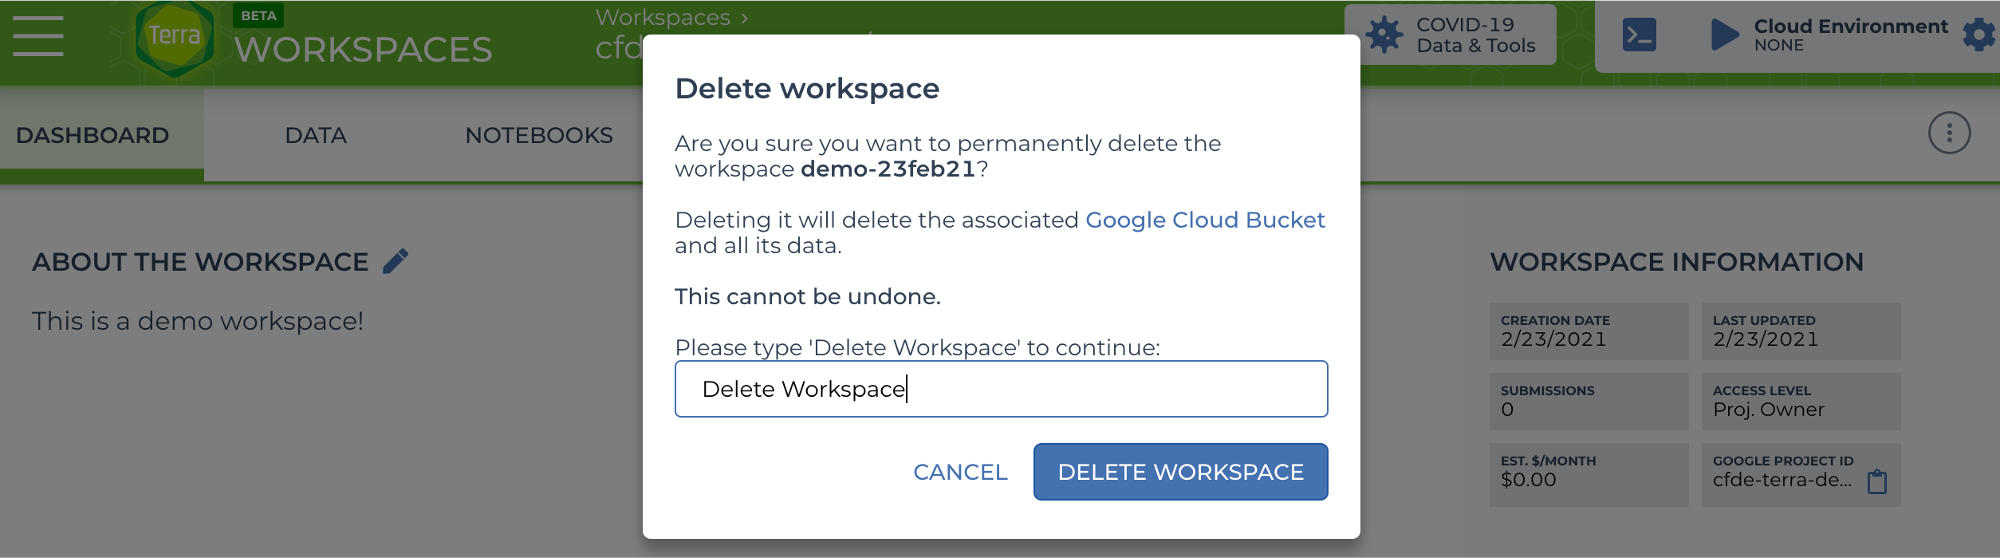 Terra
BETA
WORKSPACES
Workspaces ›
cfd
COVID-19
Data & Tools
Cloud Environment
NONE
DASHBOARD
DATA
NOTEBOOKS
Delete workspace
Are you sure you want to permanently delete the
workspace demo-23feb21?
Deleting it will delete the associated Google Cloud Bucket
and all its data.
This cannot be undone.
Please type 'Delete Workspace' to continue:
Delete Workspace
CANCEL
DELETE WORKSPACE
ABOUT THE WORKSPACE
This is a demo workspace!
WORKSPACE INFORMATION
CREATION DATE
2/23/2021
LAST UPDATED
2/23/2021
SUBMISSIONS
0
ACCESS LEVEL
Proj. Owner
EST. $/MONTH
$0.00
GOOGLE PROJECT ID
cfde-terra-de...